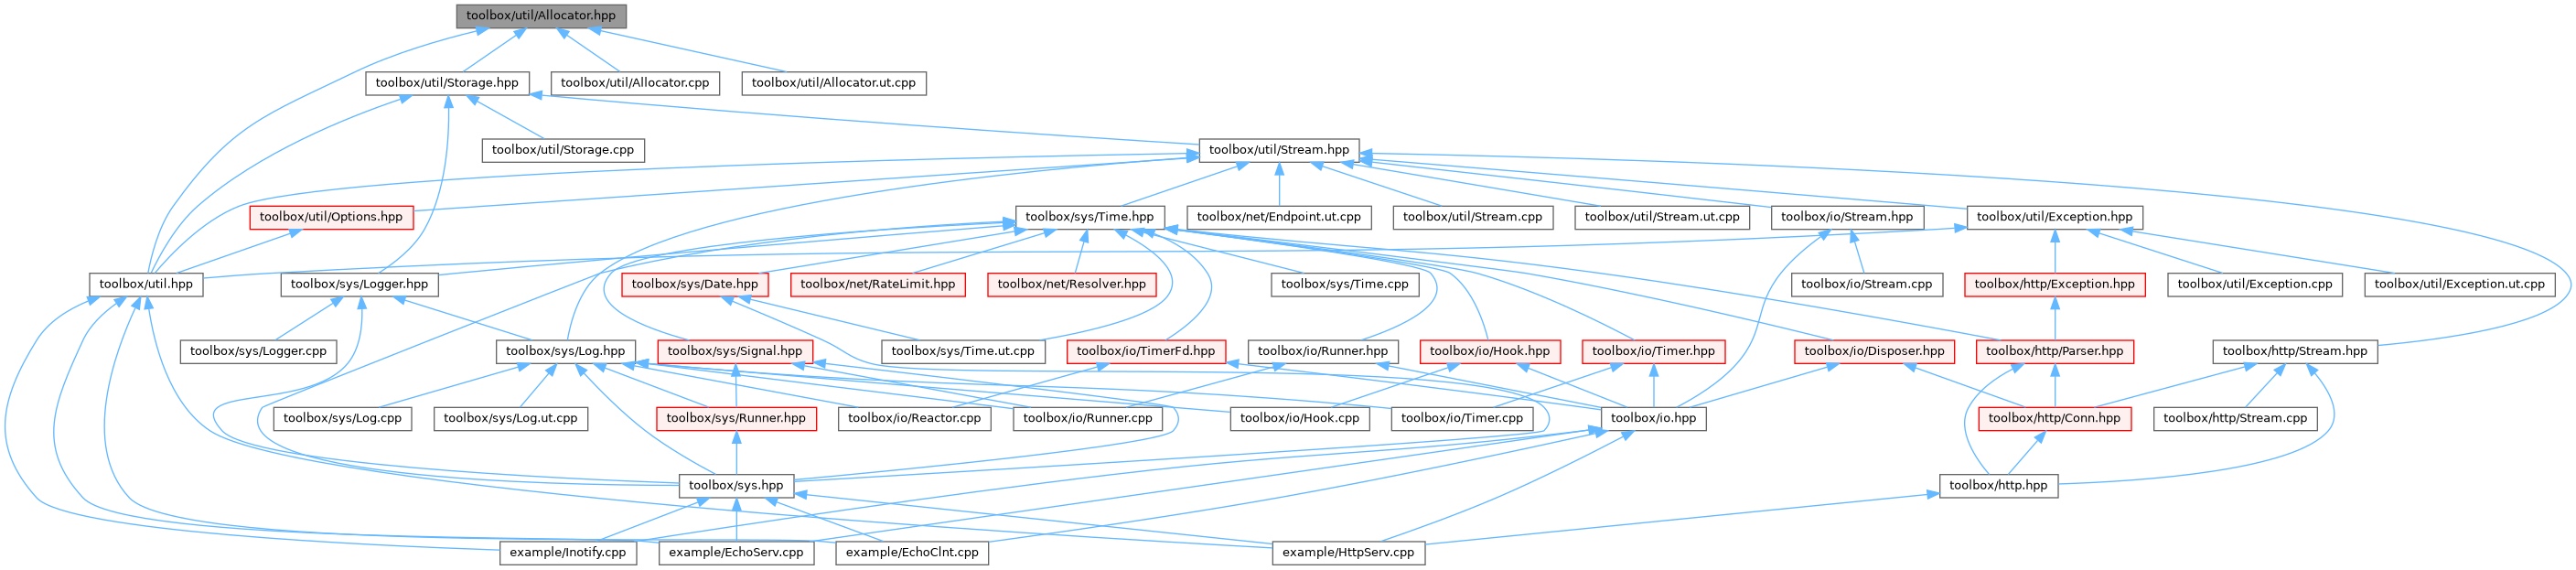 toolbox/util/Allocator.hpp
toolbox/util/Storage.hpp
toolbox/util/Allocator.cpp
toolbox/util/Allocator.ut.cpp
toolbox/util/Storage.cpp
toolbox/util/Stream.hpp
toolbox/util/Options.hpp
toolbox/sys/Time.hpp
toolbox/net/Endpoint.ut.cpp
toolbox/util/Stream.cpp
toolbox/util/Stream.ut.cpp
toolbox/io/Stream.hpp
toolbox/util/Exception.hpp
toolbox/util.hpp
toolbox/sys/Logger.hpp
toolbox/sys/Date.hpp
toolbox/net/RateLimit.hpp
toolbox/net/Resolver.hpp
toolbox/sys/Time.cpp
toolbox/io/Stream.cpp
toolbox/http/Exception.hpp
toolbox/util/Exception.cpp
toolbox/util/Exception.ut.cpp
toolbox/sys/Logger.cpp
toolbox/sys/Log.hpp
toolbox/sys/Signal.hpp
toolbox/sys/Time.ut.cpp
toolbox/io/TimerFd.hpp
toolbox/io/Runner.hpp
toolbox/io/Hook.hpp
toolbox/io/Timer.hpp
toolbox/io/Disposer.hpp
toolbox/http/Parser.hpp
toolbox/http/Stream.hpp
toolbox/sys/Log.cpp
toolbox/sys/Log.ut.cpp
toolbox/sys/Runner.hpp
toolbox/io/Reactor.cpp
toolbox/io/Runner.cpp
toolbox/io/Hook.cpp
toolbox/io/Timer.cpp
toolbox/io.hpp
toolbox/http/Conn.hpp
toolbox/http/Stream.cpp
toolbox/sys.hpp
toolbox/http.hpp
example/Inotify.cpp
example/EchoServ.cpp
example/EchoClnt.cpp
example/HttpServ.cpp